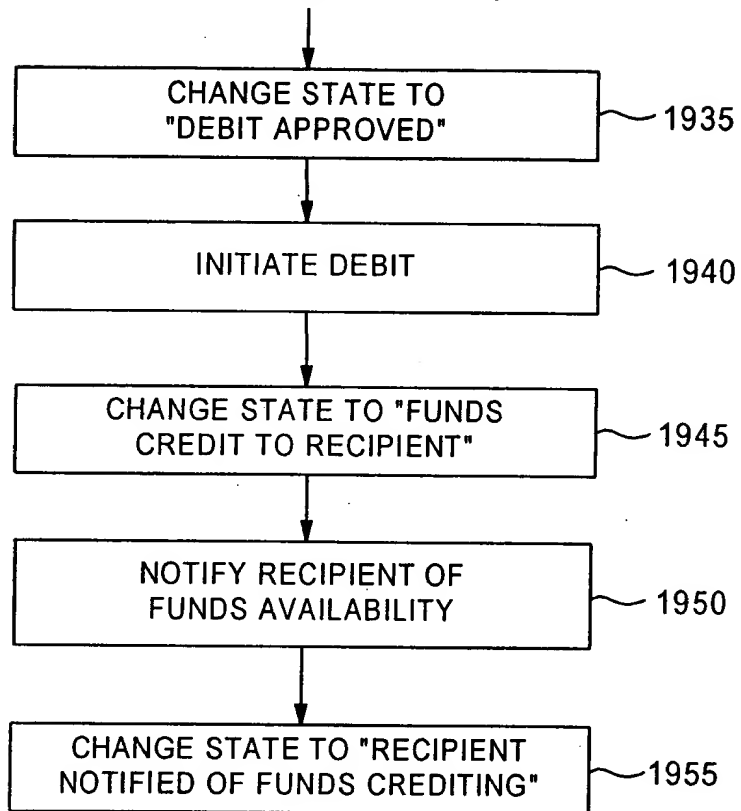 CHANGE STATE TO
"DEBIT APPROVED"
1935
INITIATE DEBIT
1940
CHANGE STATE TO "FUNDS
CREDIT TO RECIPIENT"
1945
NOTIFY RECIPIENT OF
FUNDS AVAILABILITY
1950
CHANGE STATE TO "RECIPIENT
NOTIFIED OF FUNDS CREDITING"
1955